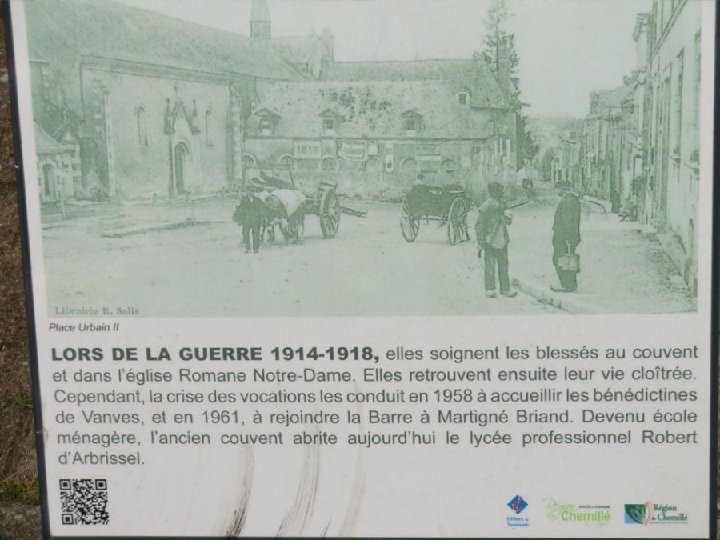 Librairie B. Salis
Place Urbain II
LORS DE LA GUERRE 1914-1918, elles soignent les blessés au couvent
et dans l'église Romane Notre-Dame. Elles retrouvent ensuite leur vie cloîtrée.
Cependant, la crise des vocations les conduit en 1958 à accueillir les bénédictines
de Vanves, et en 1961, à rejoindre la Barre à Martigné Briand. Devenu école
ménagère, l'ancien couvent abrite aujourd'hui le lycée professionnel Robert
d'Arbrissel.
Offices de
Tourisme
Chemillé
Région
de Chemillé